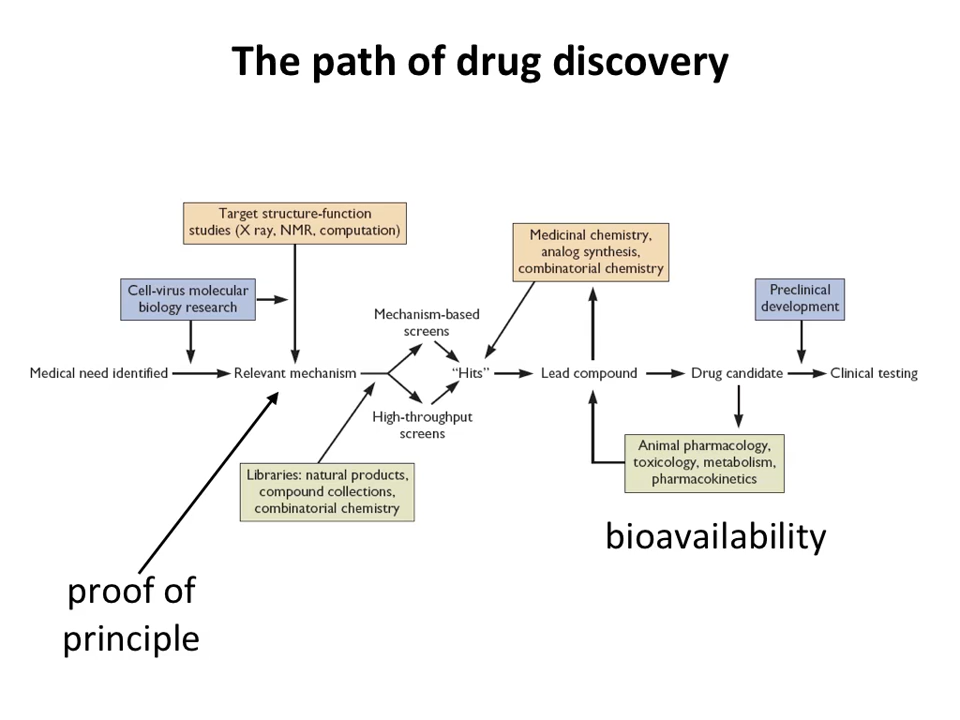 The path of drug discovery
Target structure-function
studies (X ray, NMR, computation)
Medicinal chemistry,
analog synthesis,
combinatorial chemistry
Cell-virus molecular
biology research
Preclinical
development
Mechanism-based
screens
Medical need identified
Relevant mechanism
“Hits”
Lead compound
Drug candidate
Clinical testing
High-throughput
screens
Animal pharmacology,
toxicology, metabolism,
pharmacokinetics
Libraries: natural products,
compound collections,
combinatorial chemistry
bioavailability
proof of
principle